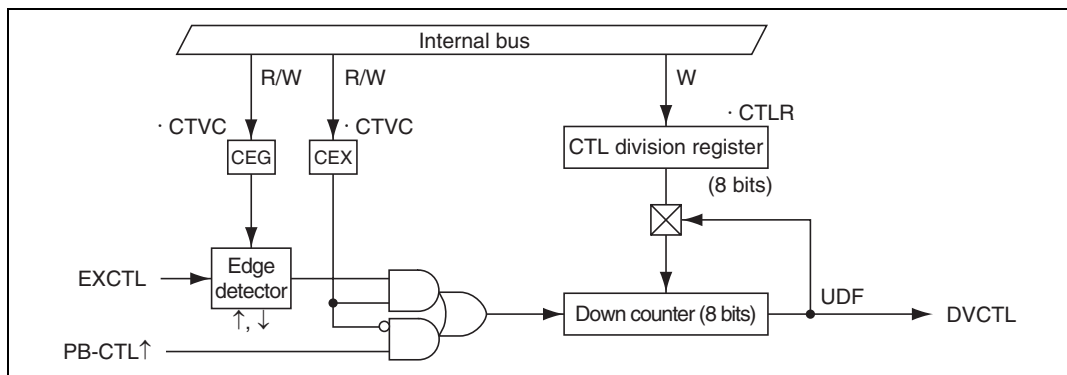 Internal bus
R/W
R/W
W
· CTVC
· CTVC
· CTLR
CEG
CEX
CTL division register
(8 bits)
EXCTL
Edge
detector
↑, ↓
Down counter (8 bits)
UDF
DVCTL
PB-CTL↑